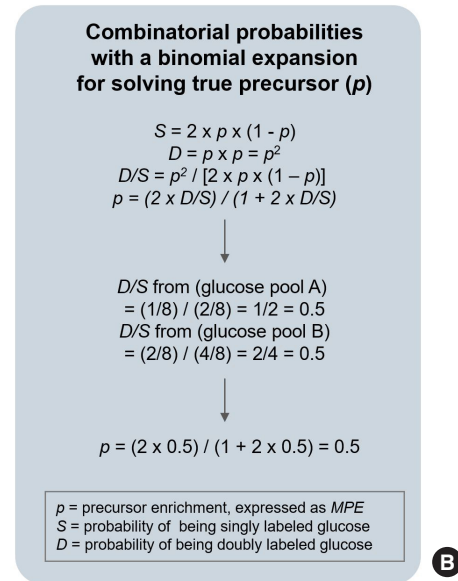 Combinatorial probabilities
with a binomial expansion
for solving true precursor (p)
S = 2 x p x (1 - p)
D = p x p = p²
D/S = p² / [2 x p x (1 – p)]
p = (2 x D/S) / (1 + 2 x D/S)
D/S from (glucose pool A)
= (1/8) / (2/8) = 1/2 = 0.5
D/S from (glucose pool B)
= (2/8) / (4/8) = 2/4 = 0.5
p = (2 x 0.5) / (1 + 2 x 0.5) = 0.5
p = precursor enrichment, expressed as MPE
S = probability of being singly labeled glucose
D = probability of being doubly labeled glucose
B